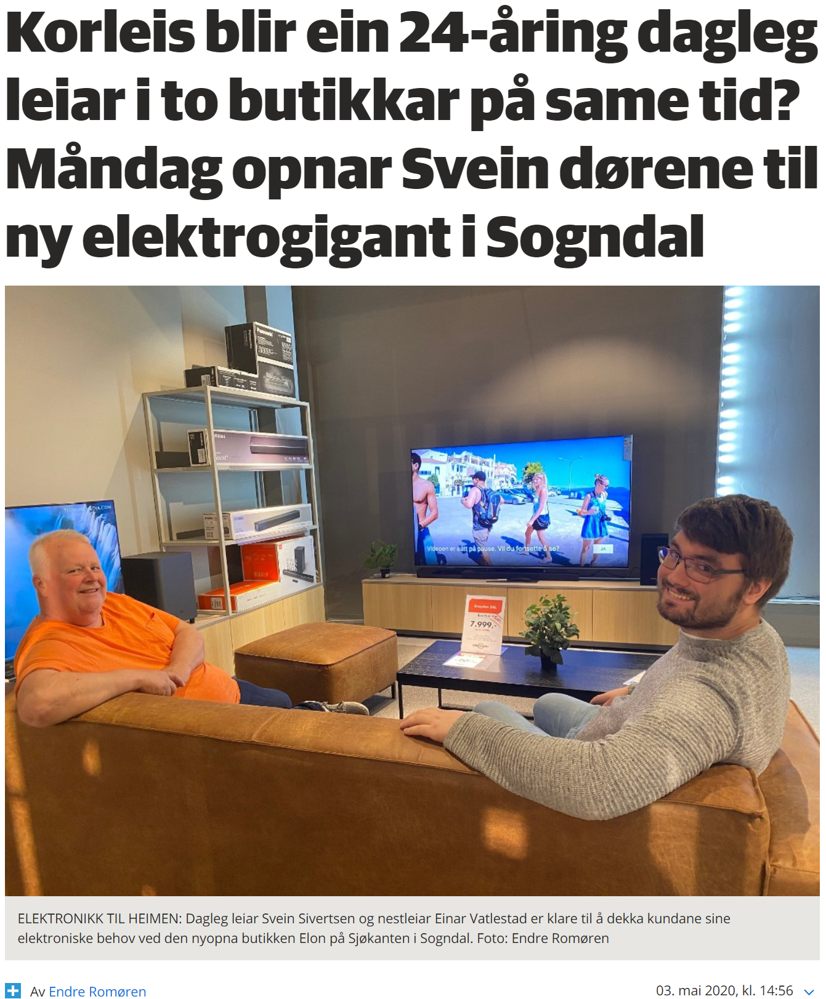 Korleis blir ein 24-åring dagleg
leiar i to butikkar på same tid?
Måndag opnar Svein dørene til
ny elektrogigant i Sogndal
Panasonic
Videoen er satt på pause. Vil du fortsette å se?
JA
7.999,-
ELEKTRONIKK TIL HEIMEN: Dagleg leiar Svein Sivertsen og nestleiar Einar Vatlestad er klare til å dekka kundane sine
elektroniske behov ved den nyopna butikken Elon på Sjøkanten i Sogndal. Foto: Endre Romøren
Av Endre Romøren
03. mai 2020, kl. 14:56